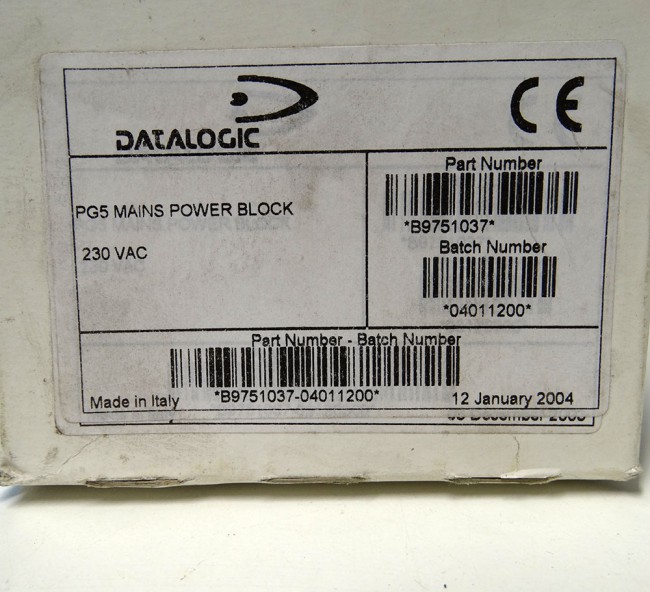 DATALOGIC
CE
PG5 MAINS POWER BLOCK
230 VAC
Part Number
*B9751037*
Batch Number
*04011200*
Part Number - Batch Number
*B9751037-04011200*
Made in Italy
12 January 2004
December